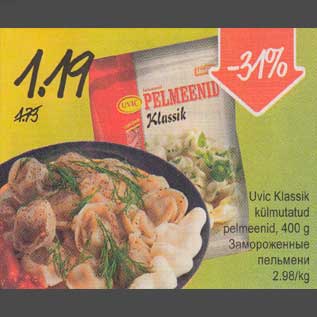 1.19
1.73
-31%
UVIC
PELMEENID
Klassik
Uvic Klassik
külmutatud
pelmeenid, 400 g
Замороженные
пельмени
2.98/kg